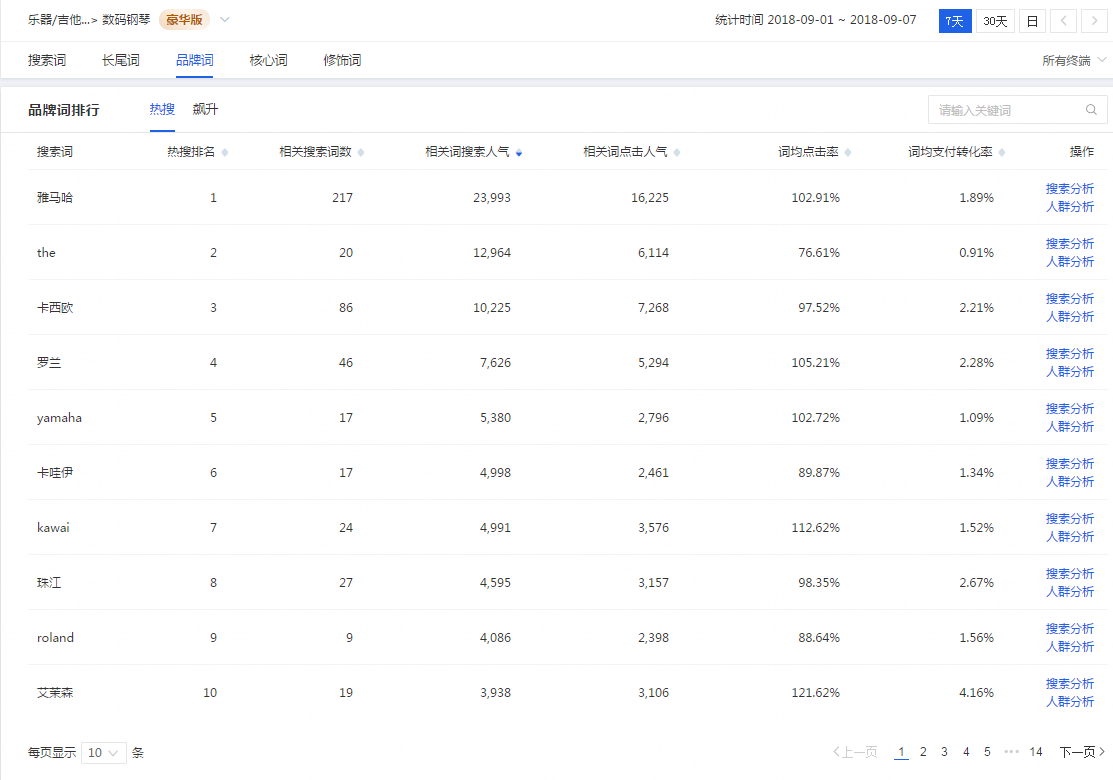 乐器/吉他...> 数码钢琴 豪华版 统计时间 2018-09-01 ~ 2018-09-07 7天 30天 日
搜索词 长尾词 品牌词 核心词 修饰词 所有终端
品牌词排行 热搜 飙升 请输入关键词
搜索词 热搜排名 相关搜索词数 相关词搜索人气 相关词点击人气 词均点击率 词均支付转化率 操作
雅马哈 1 217 23,993 16,225 102.91% 1.89% 搜索分析
人群分析
the 2 20 12,964 6,114 76.61% 0.91% 搜索分析
人群分析
卡西欧 3 86 10,225 7,268 97.52% 2.21% 搜索分析
人群分析
罗兰 4 46 7,626 5,294 105.21% 2.28% 搜索分析
人群分析
yamaha 5 17 5,380 2,796 102.72% 1.09% 搜索分析
人群分析
卡哇伊 6 17 4,998 2,461 89.87% 1.34% 搜索分析
人群分析
kawai 7 24 4,991 3,576 112.62% 1.52% 搜索分析
人群分析
珠江 8 27 4,595 3,157 98.35% 2.67% 搜索分析
人群分析
roland 9 9 4,086 2,398 88.64% 1.56% 搜索分析
人群分析
艾茉森 10 19 3,938 3,106 121.62% 4.16% 搜索分析
人群分析
每页显示 10 条 <上一页 1 2 3 4 5 ••• 14 下一页>